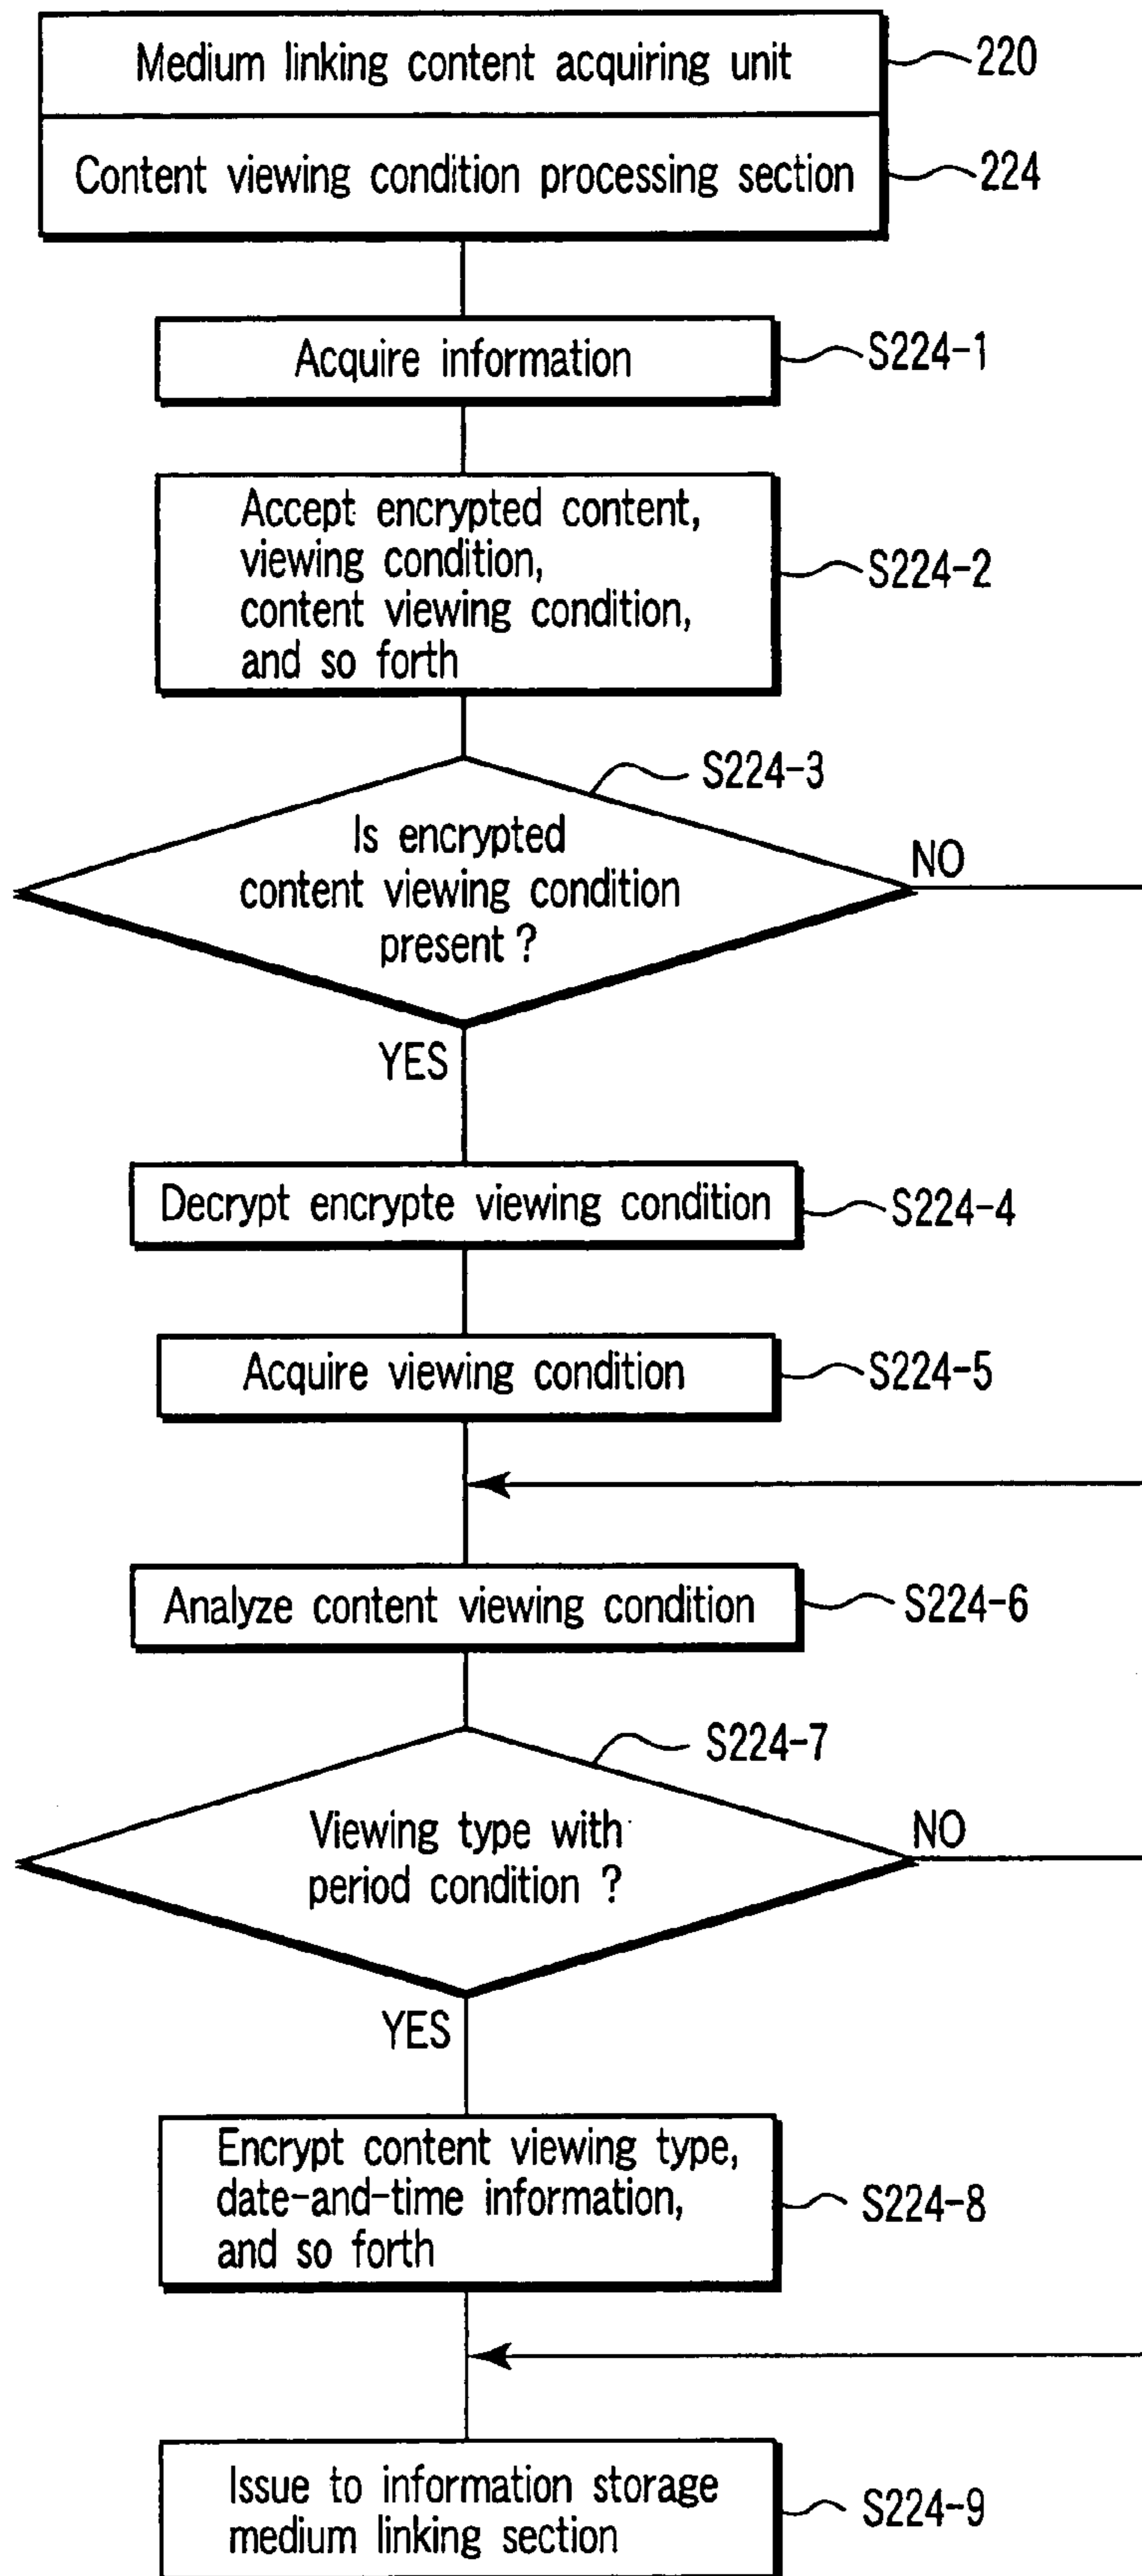 Medium linking content acquiring unit
220
Content viewing condition processing section
224
Acquire information
S224-1
Accept encrypted content,
viewing condition,
content viewing condition,
and so forth
S224-2
S224-3
Is encrypted
content viewing condition
present ?
NO
YES
Decrypt encrypte viewing condition
S224-4
Acquire viewing condition
S224-5
Analyze content viewing condition
S224-6
S224-7
Viewing type with
period condition ?
NO
YES
Encrypt content viewing type,
date-and-time information,
and so forth
S224-8
Issue to information storage
medium linking section
S224-9